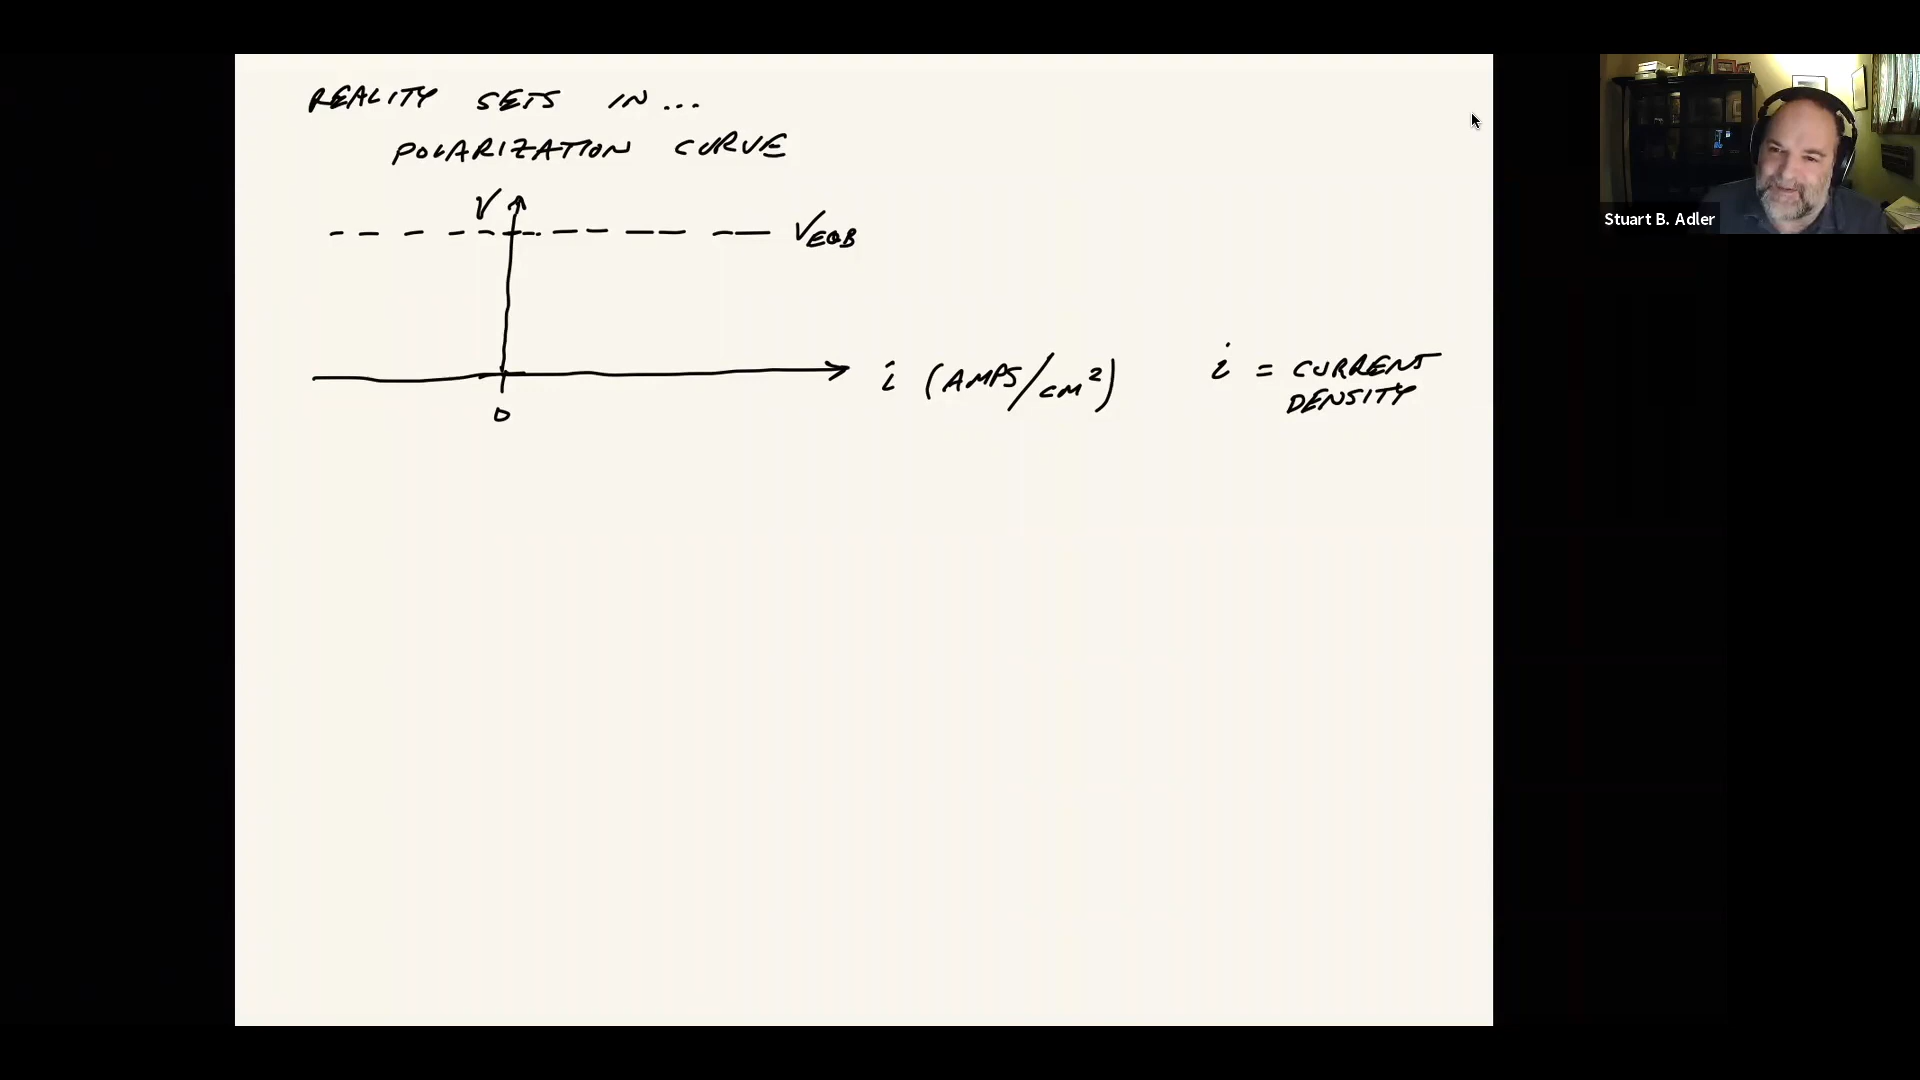 REALITY SETS IN...
POLARIZATION CURVE
V
VEQB
i (AMPS/cm²)
i = CURRENT
DENSITY
0
Stuart B. Adler